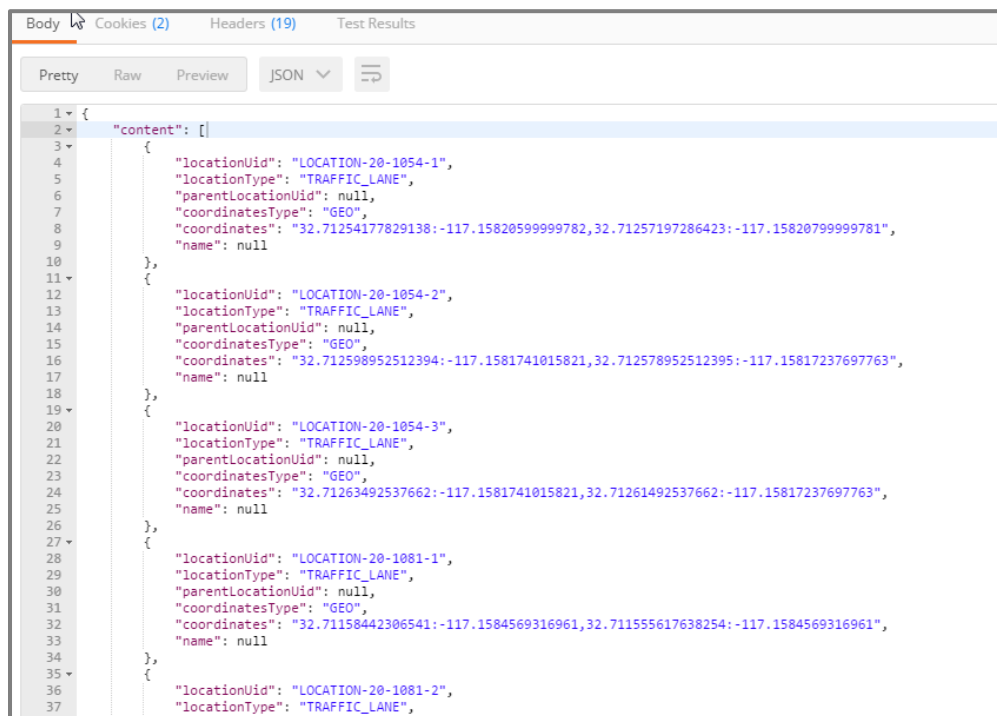 Body Cookies (2) Headers (19) Test Results
Pretty Raw Preview JSON
1 {
2 "content": [
3 {
4 "locationUid": "LOCATION-20-1054-1",
5 "locationType": "TRAFFIC_LANE",
6 "parentLocationUid": null,
7 "coordinatesType": "GEO",
8 "coordinates": "32.71254177829138:-117.15820599999782,32.71257197286423:-117.15820799999781",
9 "name": null
10 },
11 {
12 "locationUid": "LOCATION-20-1054-2",
13 "locationType": "TRAFFIC_LANE",
14 "parentLocationUid": null,
15 "coordinatesType": "GEO",
16 "coordinates": "32.712598952512394:-117.1581741015821,32.712578952512395:-117.15817237697763",
17 "name": null
18 },
19 {
20 "locationUid": "LOCATION-20-1054-3",
21 "locationType": "TRAFFIC_LANE",
22 "parentLocationUid": null,
23 "coordinatesType": "GEO",
24 "coordinates": "32.71263492537662:-117.1581741015821,32.71261492537662:-117.15817237697763",
25 "name": null
26 },
27 {
28 "locationUid": "LOCATION-20-1081-1",
29 "locationType": "TRAFFIC_LANE",
30 "parentLocationUid": null,
31 "coordinatesType": "GEO",
32 "coordinates": "32.71158442306541:-117.1584569316961,32.711555617638254:-117.1584569316961",
33 "name": null
34 },
35 {
36 "locationUid": "LOCATION-20-1081-2",
37 "locationType": "TRAFFIC_LANE",